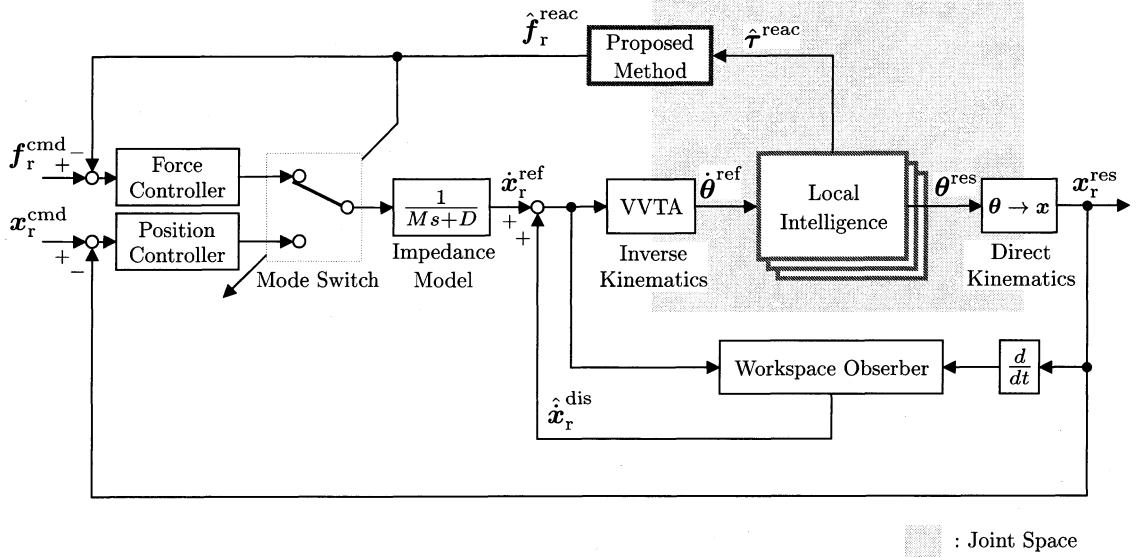 f̂_r^reac
Proposed
Method
τ̂^reac
f_r^cmd
+
−
Force
Controller
x_r^cmd
+
−
Position
Controller
Mode Switch
1
Ms+D
Impedance
Model
ẋ_r^ref
+
+
VVTA
Inverse
Kinematics
θ̇^ref
Local
Intelligence
θ^res
θ → x
Direct
Kinematics
x_r^res
Workspace Obserber
d
dt
ẋ̂_r^dis
: Joint Space